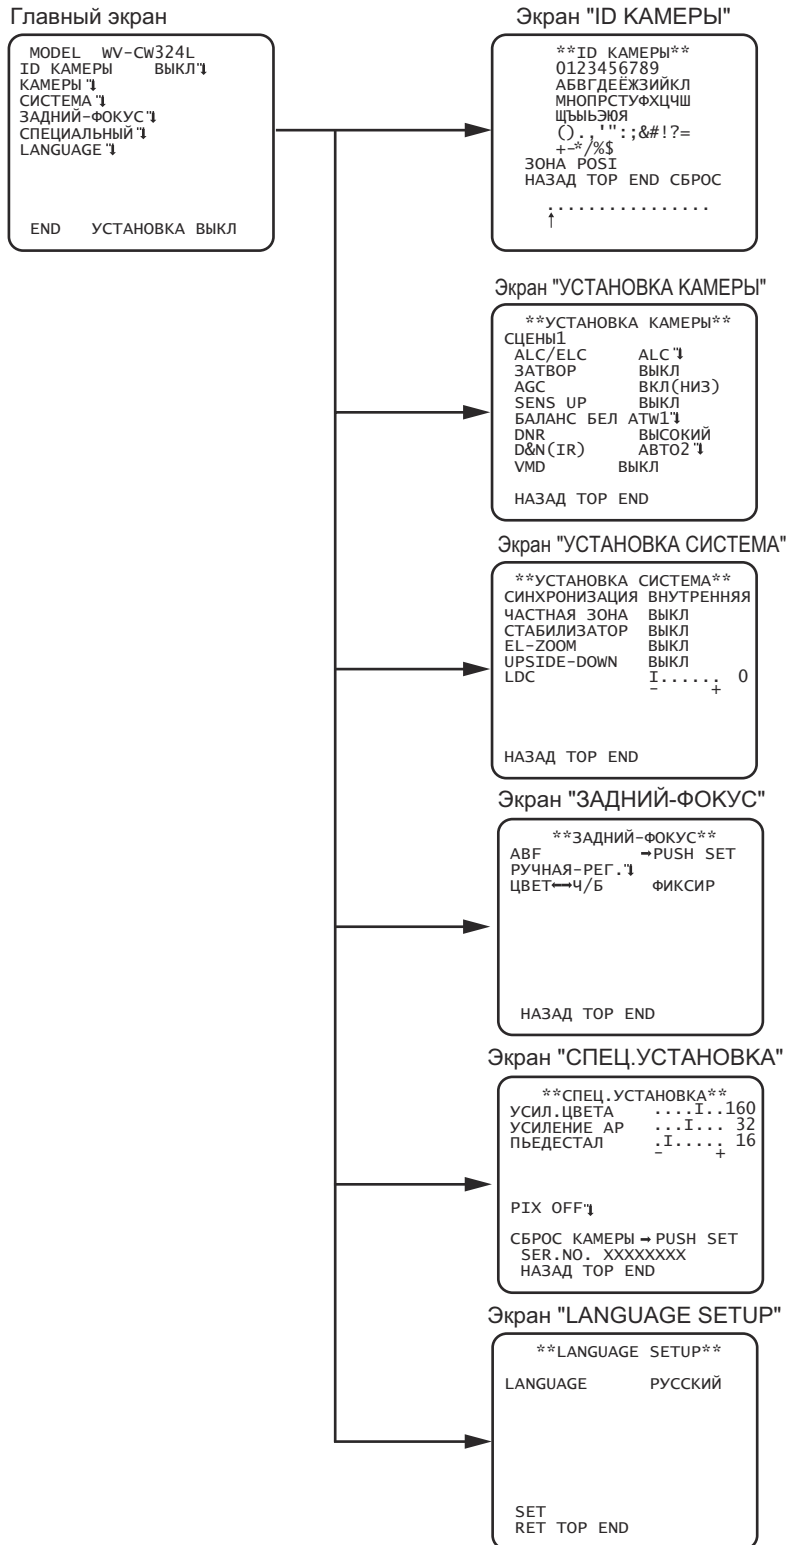 Главный экран
MODEL WV-CW324L
ID КАМЕРЫ ВЫКЛ
КАМЕРЫ
СИСТЕМА
ЗАДНИЙ-ФОКУС
СПЕЦИАЛЬНЫЙ
LANGUAGE
END УСТАНОВКА ВЫКЛ
Экран "ID КАМЕРЫ"
**ID КАМЕРЫ**
0123456789
АБВГДЕЁЖЗИЙКЛ
МНОПРСТУФХЦЧШ
ЩЪЫЬЭЮЯ
().,'":;&#!?=
+-*/%$
ЗОНА POSI
НАЗАД TOP END СБРОС
................
↑
Экран "УСТАНОВКА КАМЕРЫ"
**УСТАНОВКА КАМЕРЫ**
СЦЕНЫ1
ALC/ELC ALC
ЗАТВОР ВЫКЛ
AGC ВКЛ(НИЗ)
SENS UP ВЫКЛ
БАЛАНС БЕЛ ATW1
DNR ВЫСОКИЙ
D&N(IR) АВТО2
VMD ВЫКЛ
НАЗАД TOP END
Экран "УСТАНОВКА СИСТЕМА"
**УСТАНОВКА СИСТЕМА**
СИНХРОНИЗАЦИЯ ВНУТРЕННЯЯ
ЧАСТНАЯ ЗОНА ВЫКЛ
СТАБИЛИЗАТОР ВЫКЛ
EL-ZOOM ВЫКЛ
UPSIDE-DOWN ВЫКЛ
LDC I...... 0
- +
НАЗАД TOP END
Экран "ЗАДНИЙ-ФОКУС"
**ЗАДНИЙ-ФОКУС**
ABF →PUSH SET
РУЧНАЯ-РЕГ.
ЦВЕТ↔Ч/Б ФИКСИР
НАЗАД TOP END
Экран "СПЕЦ.УСТАНОВКА"
**СПЕЦ.УСТАНОВКА**
УСИЛ.ЦВЕТА ....I..160
УСИЛЕНИЕ АР ...I... 32
ПЬЕДЕСТАЛ .I..... 16
- +
PIX OFF
СБРОС КАМЕРЫ→PUSH SET
SER.NO. XXXXXXXX
НАЗАД TOP END
Экран "LANGUAGE SETUP"
**LANGUAGE SETUP**
LANGUAGE РУССКИЙ
SET
RET TOP END